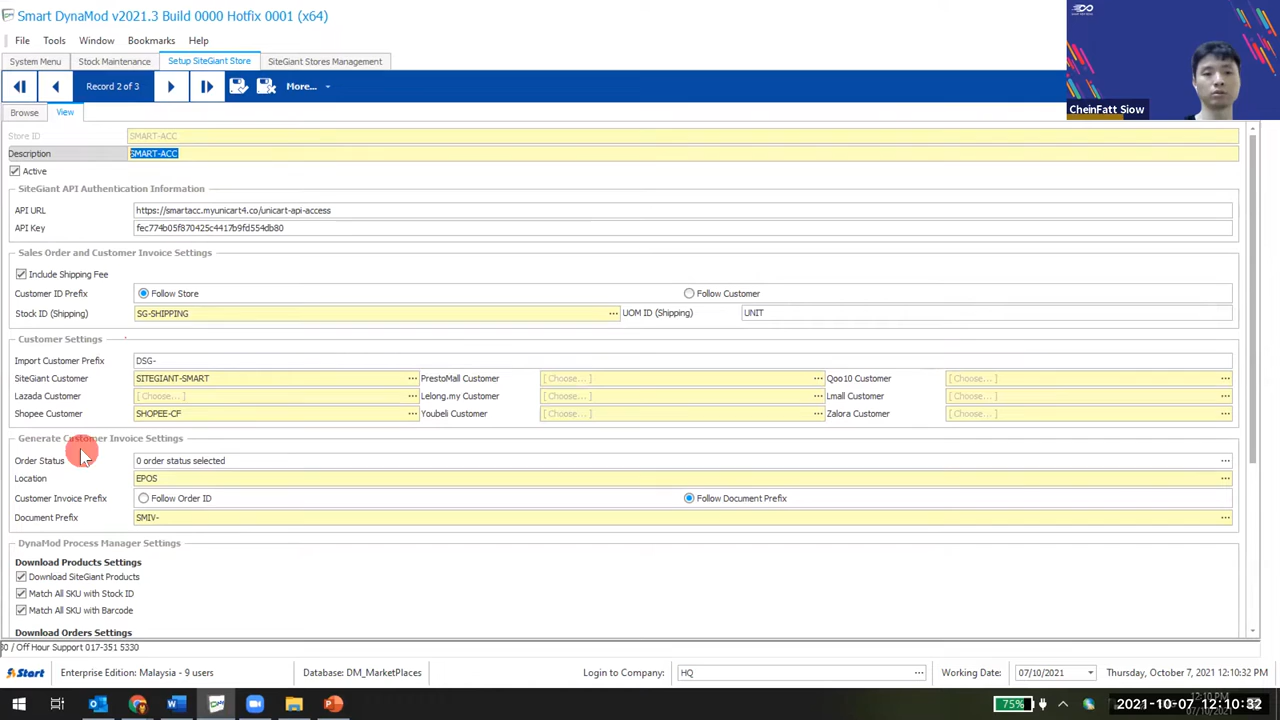 Smart DynaMod v2021.3 Build 0000 Hotfix 0001 (x64)
File Tools Window Bookmarks Help
System Menu Stock Maintenance Setup SiteGiant Store SiteGiant Stores Management
Record 2 of 3 More...
CheinFatt Siow
Browse View
Store ID SMART-ACC
Description SMART-ACC
Active
SiteGiant API Authentication Information
API URL https://smartacc.myunicart4.co/unicart-api-access
API Key fec774b05f870425c4417b9fd554db80
Sales Order and Customer Invoice Settings
Include Shipping Fee
Customer ID Prefix Follow Store Follow Customer
Stock ID (Shipping) SG-SHIPPING ... UOM ID (Shipping) UNIT
Customer Settings
Import Customer Prefix DSG-
SiteGiant Customer SITEGIANT-SMART ... PrestoMall Customer [ Choose... ] ... Qoo10 Customer [ Choose... ] ...
Lazada Customer [ Choose... ] ... Lelong.my Customer [ Choose... ] ... Lmall Customer [ Choose... ] ...
Shopee Customer SHOPEE-CF ... Youbeli Customer [ Choose... ] ... Zalora Customer [ Choose... ] ...
Generate Customer Invoice Settings
Order Status 0 order status selected ...
Location EPOS ...
Customer Invoice Prefix Follow Order ID Follow Document Prefix
Document Prefix SMIV- ...
DynaMod Process Manager Settings
Download Products Settings
Download SiteGiant Products
Match All SKU with Stock ID
Match All SKU with Barcode
Download Orders Settings
30 / Off Hour Support 017-351 5330
Start Enterprise Edition: Malaysia - 9 users Database: DM_MarketPlaces Login to Company: HQ ... Working Date: 07/10/2021 Thursday, October 7, 2021 12:10:32 PM
75% 2021-10-07 12:10:32